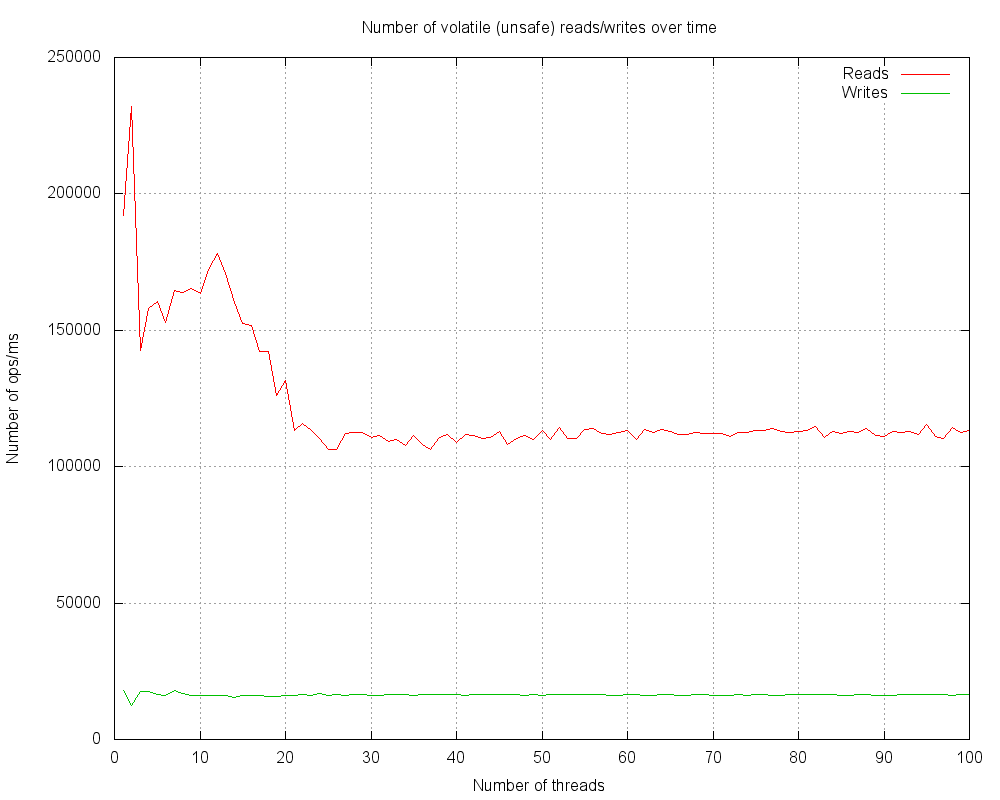 Number of volatile (unsafe) reads/writes over time
Reads
Writes
250000
200000
150000
100000
50000
0
Number of ops/ms
0 10 20 30 40 50 60 70 80 90 100
Number of threads